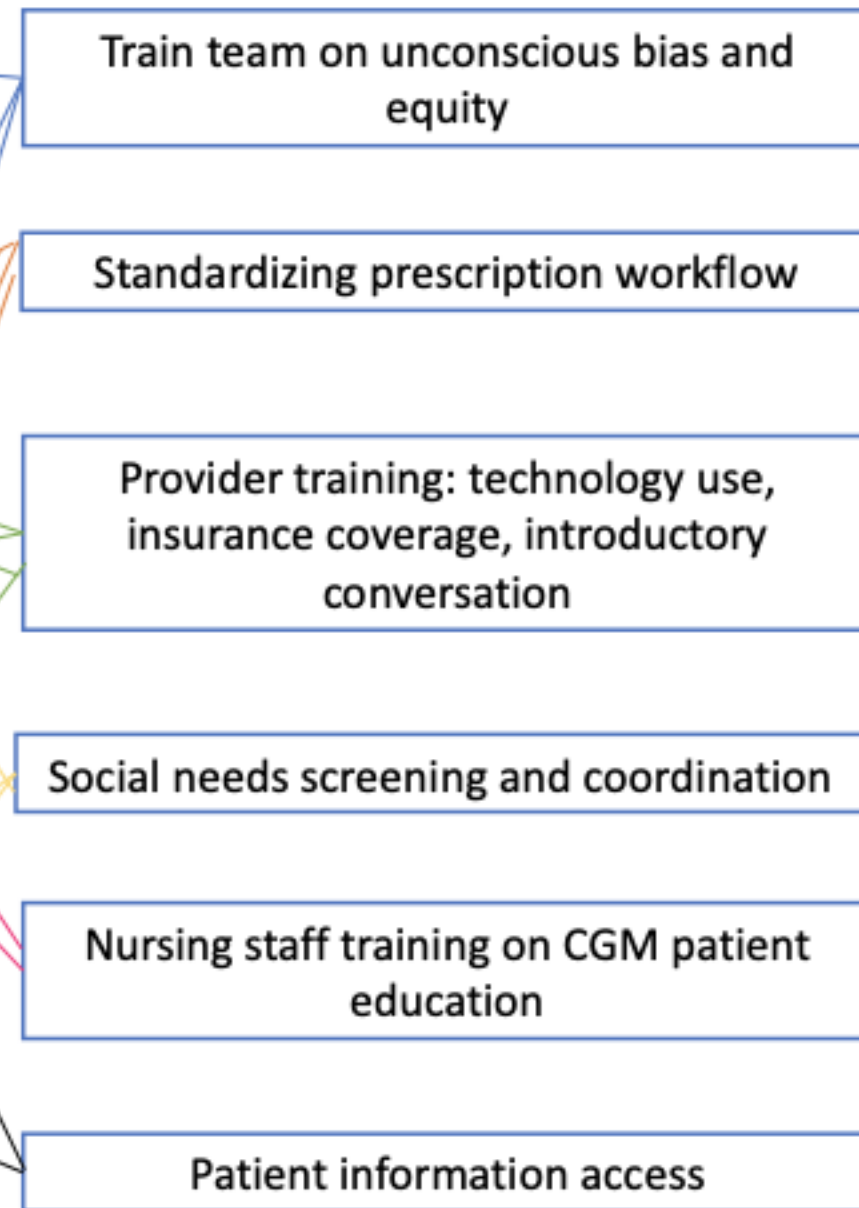 Train team on unconscious bias and
equity
Standardizing prescription workflow
Provider training: technology use,
insurance coverage, introductory
conversation
Social needs screening and coordination
Nursing staff training on CGM patient
education
Patient information access